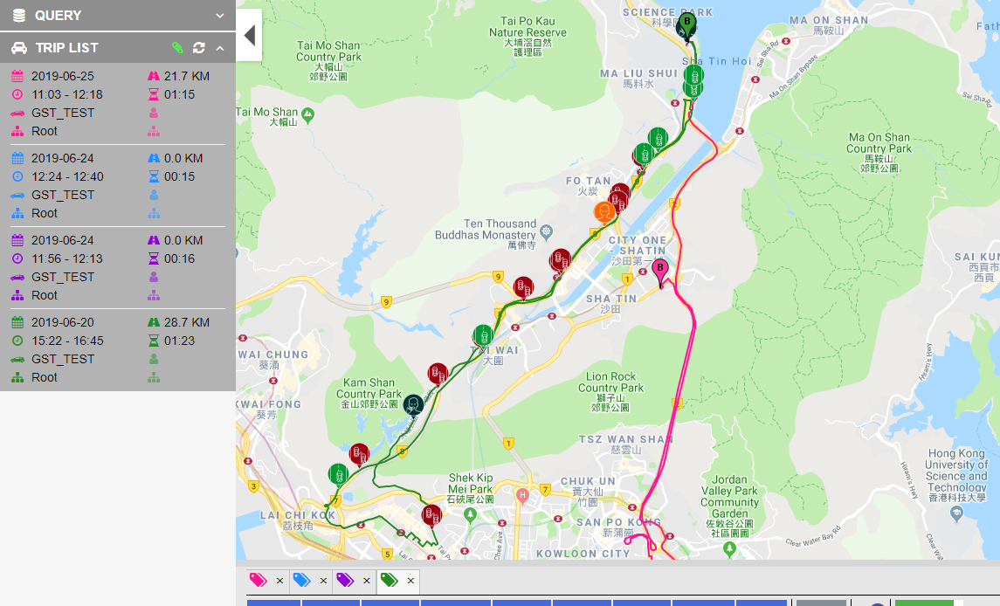 QUERY
TRIP LIST
2019-06-25 21.7 KM
11:03 - 12:18 01:15
GST_TEST
Root
2019-06-24 0.0 KM
12:24 - 12:40 00:15
GST_TEST
Root
2019-06-24 0.0 KM
11:56 - 12:13 00:16
GST_TEST
Root
2019-06-20 28.7 KM
15:22 - 16:45 01:23
GST_TEST
Root
SCIENCE PARK
B
Tai Po Kau
Nature Reserve
大埔滘自然
護理區
MA ON SHAN
馬鞍山
Tai Mo Shan
Country Park
大帽山
郊野公園
Sha Tin Hoi
Sai Sha Rd
MA LIU SHUI
馬料水
Ma On Shan Bypass
Tai Mo Shan
大帽山
Ma On Shan
Country Park
馬鞍山
郊野公園
FO TAN
火炭
9
2
9
Ten Thousand
Buddhas Monastery
萬佛寺
CITY ONE
- SHATIN
沙田第一城
B
SAI KUNG
西貢市
西貢
9
1
9
SHA TIN
沙田
TAI WAI
大圍
KWAI CHUNG
葵涌
Hiram's Hwy
Kam Shan
Country Park
金山郊野公園
Lion Rock
Country Park
獅子山
郊野公園
KWAI FONG
葵芳
2
TSZ WAN SHAN
慈雲山
1
8
Hong Kong
University of
Science and
Technology
香港科技大學
Hiram's Hwy
Shek Kip
Mei Park
石硤尾公園
CHUK UN
黃大仙
竹園
Jordan
Valley Park
Community
Garden
佐敦谷公
社區園圃
3
7
7
H
LAI CHI KOK
荔枝角
SAN PO KONG
新蒲崗
Clear Water Bay Rd
5
KOWLOON CITY
× × × ×